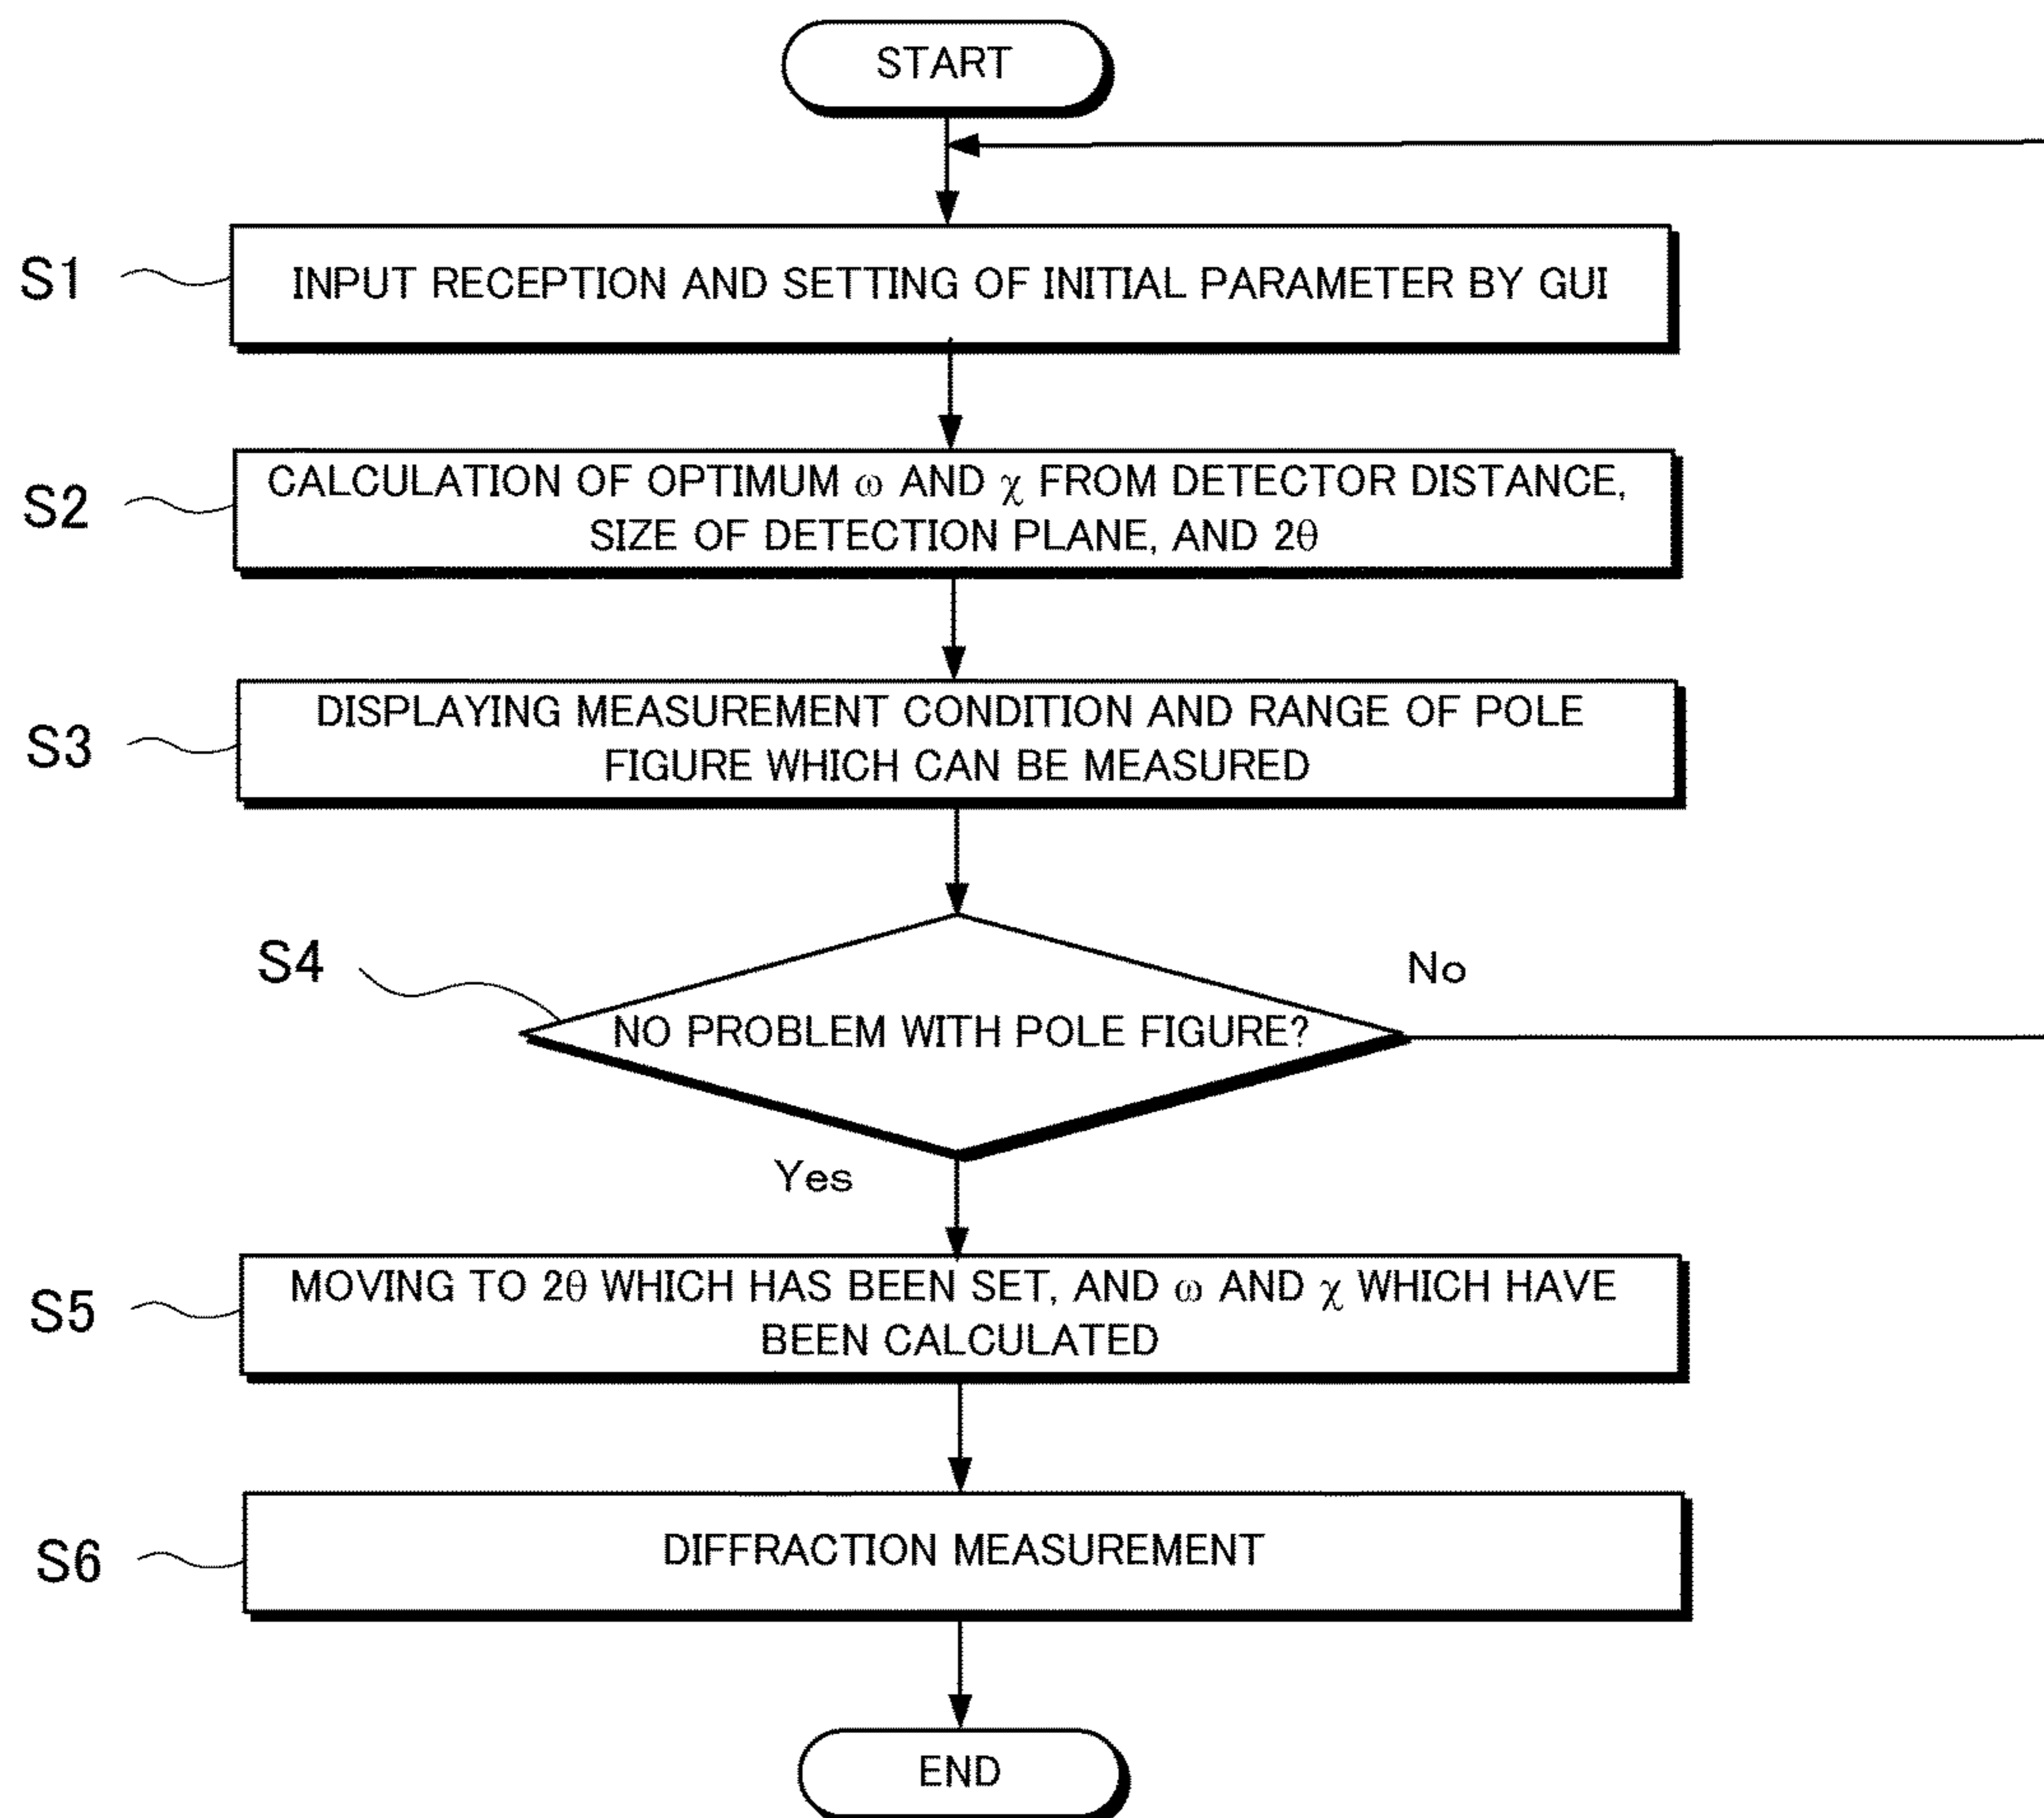 START
S1
INPUT RECEPTION AND SETTING OF INITIAL PARAMETER BY GUI
S2
CALCULATION OF OPTIMUM ω AND χ FROM DETECTOR DISTANCE,
SIZE OF DETECTION PLANE, AND 2θ
S3
DISPLAYING MEASUREMENT CONDITION AND RANGE OF POLE
FIGURE WHICH CAN BE MEASURED
S4
NO PROBLEM WITH POLE FIGURE?
No
Yes
S5
MOVING TO 2θ WHICH HAS BEEN SET, AND ω AND χ WHICH HAVE
BEEN CALCULATED
S6
DIFFRACTION MEASUREMENT
END